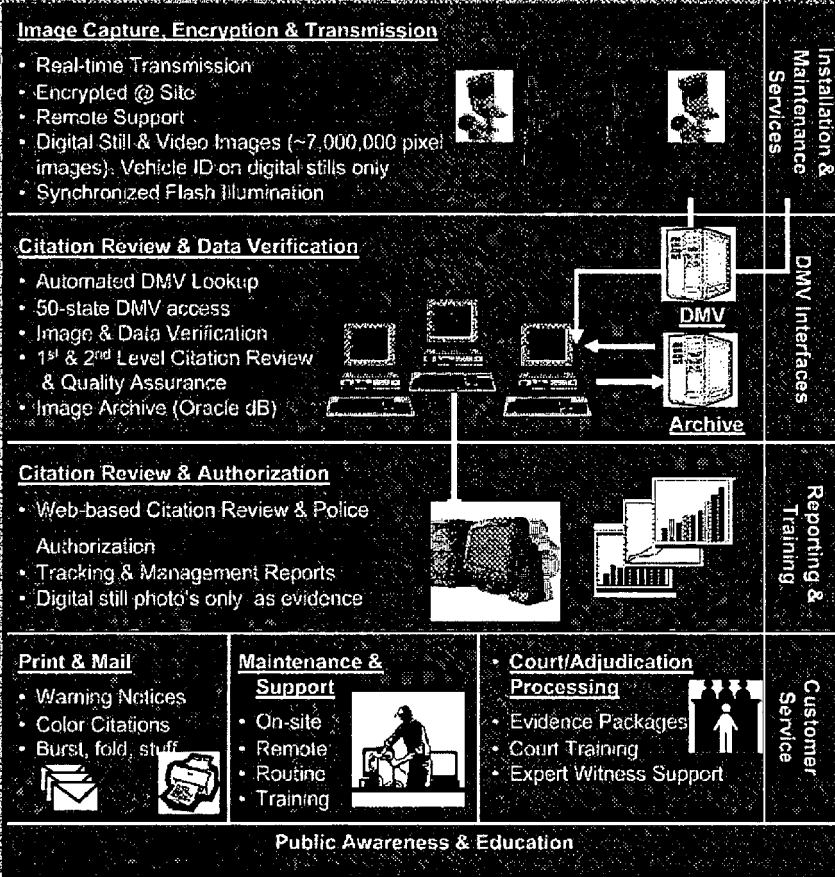 Image Capture, Encryption & Transmission
• Real-time Transmission
• Encrypted @ Site
• Remote Support
• Digital Still & Video Images (~7,000,000 pixel
images). Vehicle ID on digital stills only
• Synchronized Flash Illumination
Installation &
Maintenance
Services
Citation Review & Data Verification
• Automated DMV Lookup
• 50-state DMV access
• Image & Data Verification
• 1st & 2nd Level Citation Review
& Quality Assurance
• Image Archive (Oracle dB)
DMV
Archive
DMV Interfaces
Citation Review & Authorization
• Web-based Citation Review & Police
Authorization
• Tracking & Management Reports
• Digital still photo's only as evidence
Reporting &
Training
Print & Mail
• Warning Notices
• Color Citations
• Burst, fold, stuff
Maintenance &
Support
• On-site
• Remote
• Routine
• Training
• Court/Adjudication
Processing
• Evidence Packages
• Court Training
• Expert Witness Support
Customer
Service
Public Awareness & Education